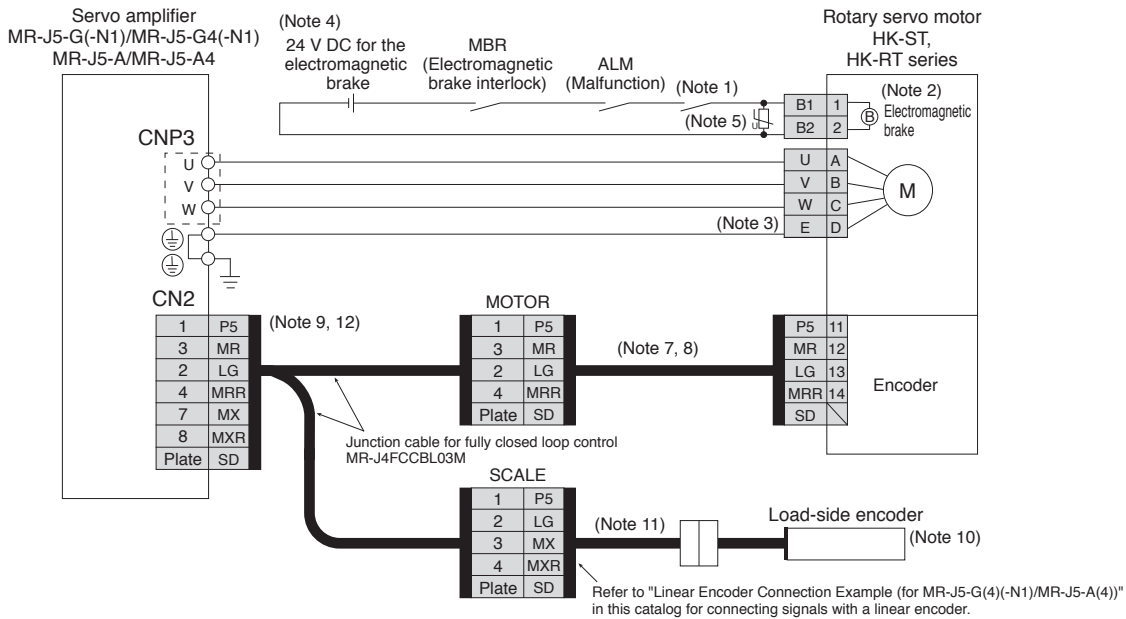 Servo amplifier
MR-J5-G(-N1)/MR-J5-G4(-N1)
MR-J5-A/MR-J5-A4
(Note 4)
24 V DC for the
electromagnetic
brake
MBR
(Electromagnetic
brake interlock)
ALM
(Malfunction)
(Note 1)
(Note 5)
U
Rotary servo motor
HK-ST,
HK-RT series
B1 1
B2 2
(Note 2)
B
Electromagnetic
brake
CNP3
U
V
W
U A
V B
W C
E D
(Note 3)
M
CN2
1 P5
3 MR
2 LG
4 MRR
7 MX
8 MXR
Plate SD
(Note 9, 12)
MOTOR
1 P5
3 MR
2 LG
4 MRR
Plate SD
(Note 7, 8)
P5 11
MR 12
LG 13
MRR 14
SD
Encoder
Junction cable for fully closed loop control
MR-J4FCCBL03M
SCALE
1 P5
2 LG
3 MX
4 MXR
Plate SD
(Note 11)
Load-side encoder
(Note 10)
Refer to "Linear Encoder Connection Example (for MR-J5-G(4)(-N1)/MR-J5-A(4))"
in this catalog for connecting signals with a linear encoder.